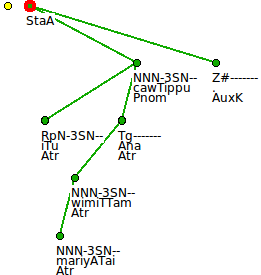 StaA
NNN-3SN--
cawTippu
Pnom
Z#-------
.
AuxK
RpN-3SN--
iTu
Atr
Tg-------
Ana
Atr
NNN-3SN--
wimiTTam
Atr
NNN-3SN--
mariyATai
Atr